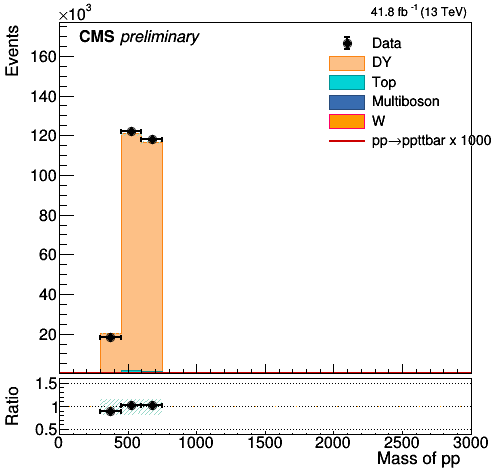 ×10³
41.8 fb⁻¹ (13 TeV)
CMS preliminary
Events
160
140
120
100
80
60
40
20
Data
DY
Top
Multiboson
W
pp→ppttbar x 1000
Ratio
1.5
1
0.5
0 500 1000 1500 2000 2500 3000
Mass of pp